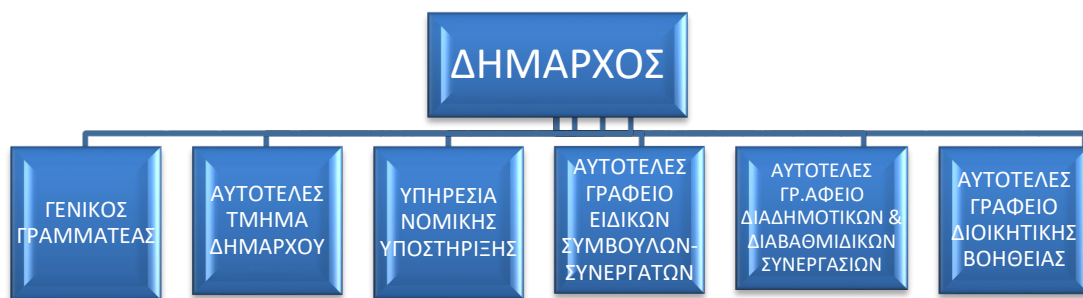 ΔΗΜΑΡΧΟΣ
ΓΕΝΙΚΟΣ
ΓΡΑΜΜΑΤΕΑΣ
ΑΥΤΟΤΕΛΕΣ
ΤΜΗΜΑ
ΔΗΜΑΡΧΟΥ
ΥΠΗΡΕΣΙΑ
ΝΟΜΙΚΗΣ
ΥΠΟΣΤΗΡΙΞΗΣ
ΑΥΤΟΤΕΛΕΣ
ΓΡΑΦΕΙΟ
ΕΙΔΙΚΩΝ
ΣΥΜΒΟΥΛΩΝ-
ΣΥΝΕΡΓΑΤΩΝ
ΑΥΤΟΤΕΛΕΣ
ΓΡ.ΑΦΕΙΟ
ΔΙΑΔΗΜΟΤΙΚΩΝ &
ΔΙΑΒΑΘΜΙΔΙΚΩΝ
ΣΥΝΕΡΓΑΣΙΩΝ
ΑΥΤΟΤΕΛΕΣ
ΓΡΑΦΕΙΟ
ΔΙΟΙΚΗΤΙΚΗΣ
ΒΟΗΘΕΙΑΣ